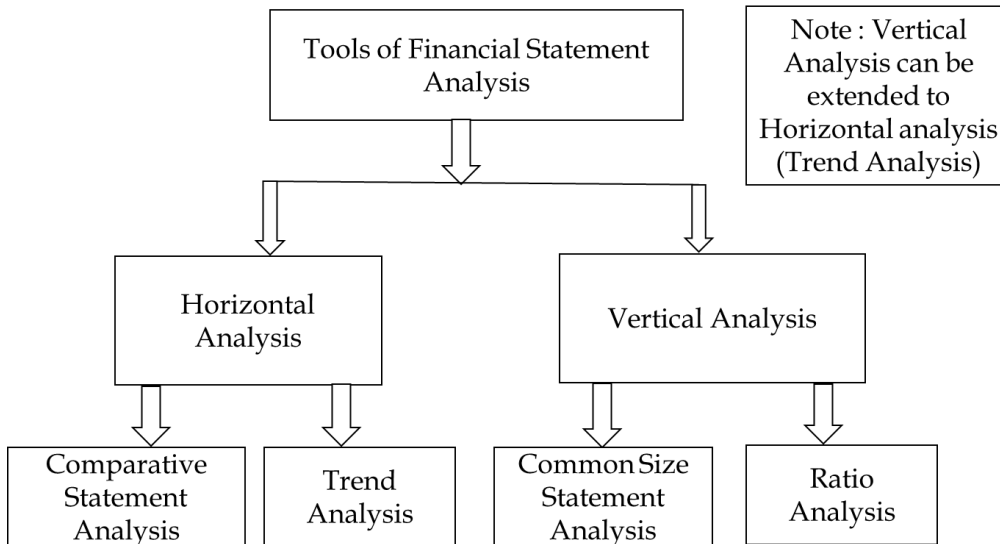 Tools of Financial Statement
Analysis
Note : Vertical
Analysis can be
extended to
Horizontal analysis
(Trend Analysis)
Horizontal
Analysis
Vertical Analysis
Comparative
Statement
Analysis
Trend
Analysis
Common Size
Statement
Analysis
Ratio
Analysis